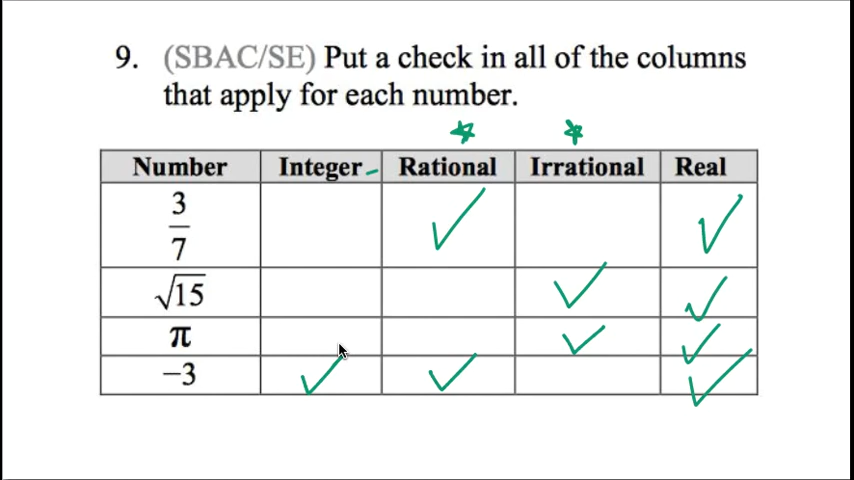 9. (SBAC/SE) Put a check in all of the columns
that apply for each number.
Number Integer Rational Irrational Real
3/7 ✓ ✓
√15 ✓ ✓
π ✓ ✓
−3 ✓ ✓ ✓